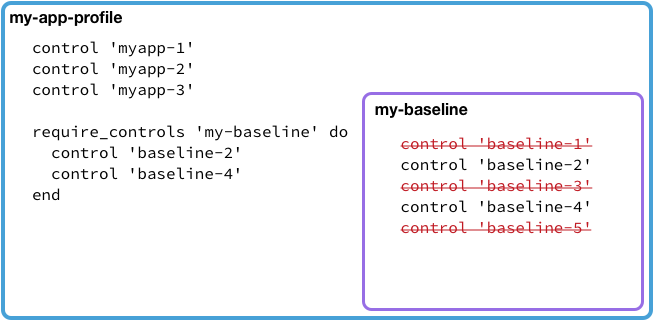 my-app-profile
control 'myapp-1'
control 'myapp-2'
control 'myapp-3'
require_controls 'my-baseline' do
control 'baseline-2'
control 'baseline-4'
end
my-baseline
control 'baseline-1'
control 'baseline-2'
control 'baseline-3'
control 'baseline-4'
control 'baseline-5'